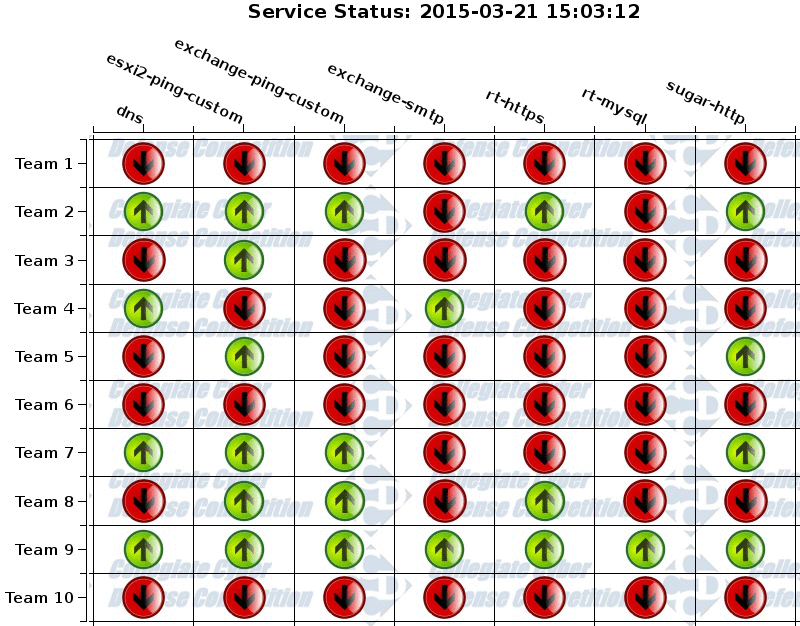 Service Status: 2015-03-21 15:03:12
dns
esxi2-ping-custom
exchange-ping-custom
exchange-smtp
rt-https
rt-mysql
sugar-http
Team 1
Team 2
Team 3
Team 4
Team 5
Team 6
Team 7
Team 8
Team 9
Team 10
Collegiate Cyber
Defense Competition